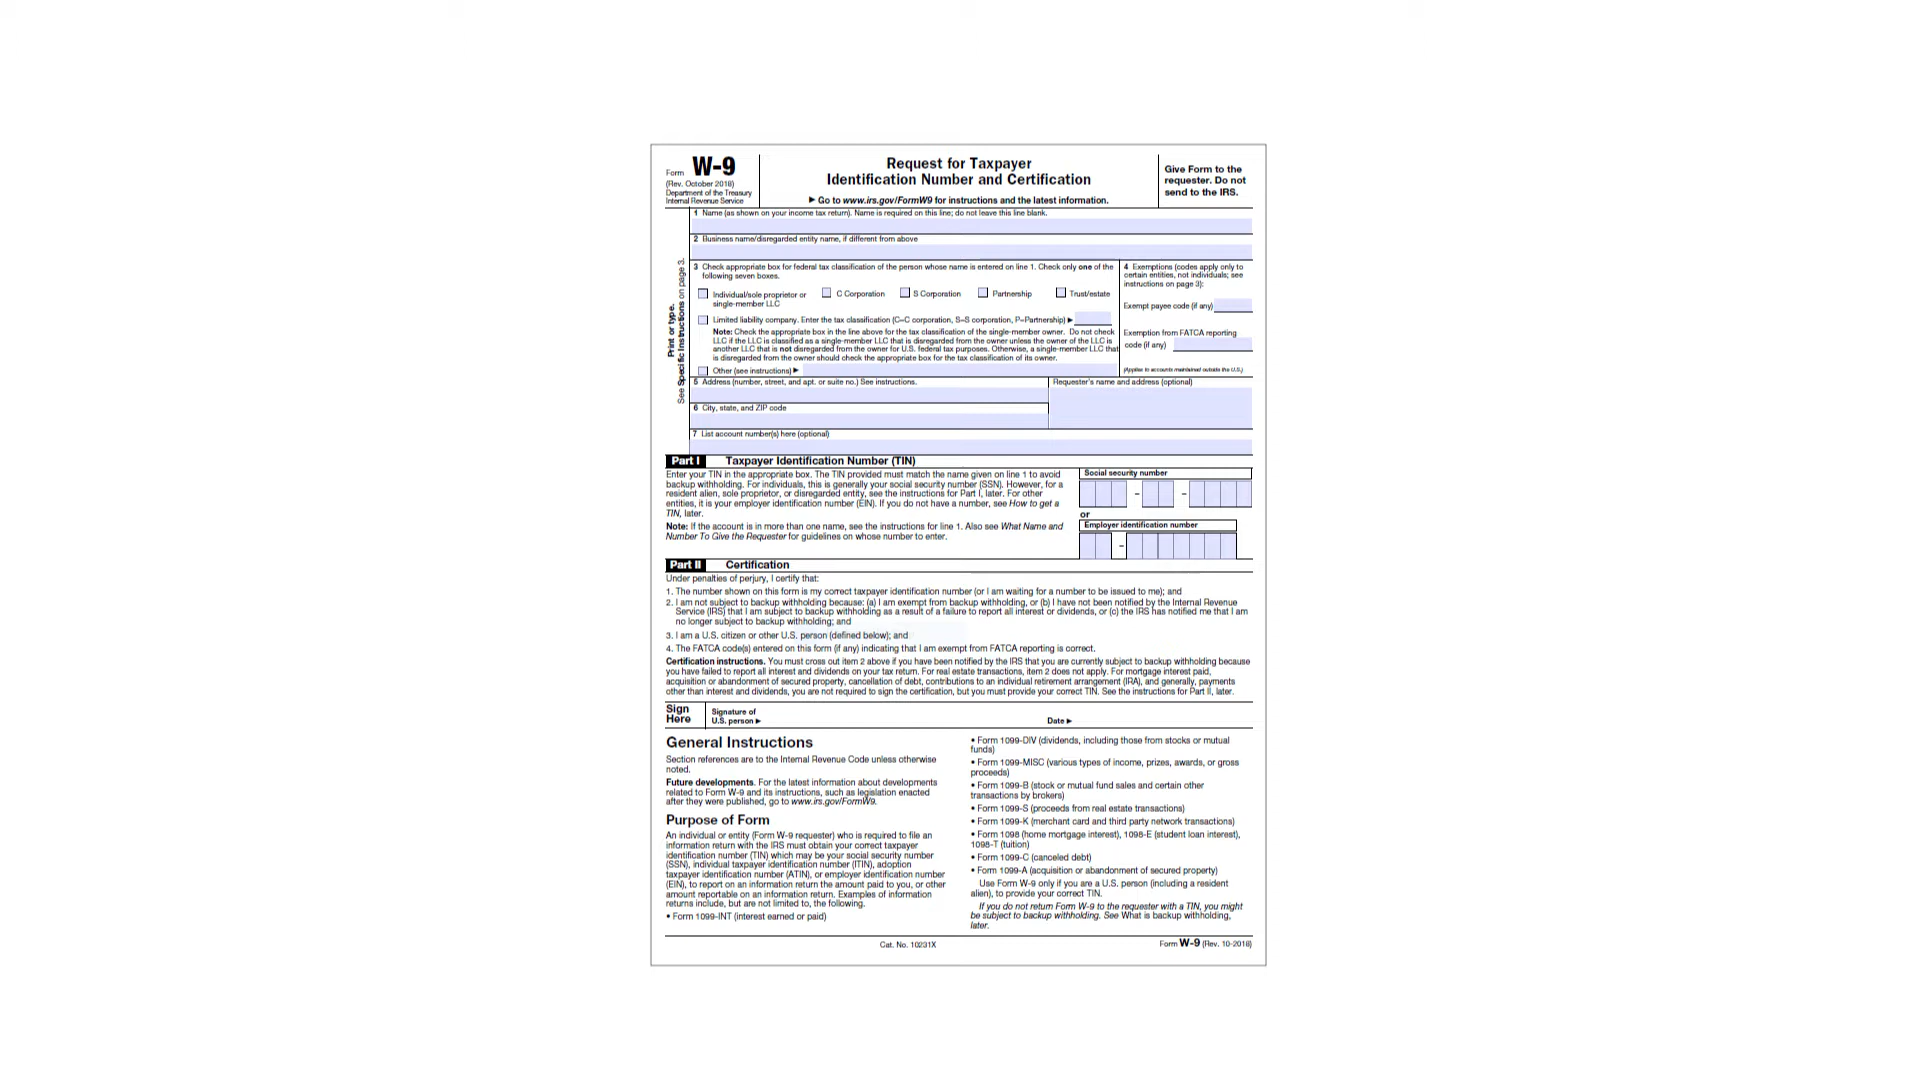 Form W-9
(Rev. October 2018)
Department of the Treasury
Internal Revenue Service
Request for Taxpayer
Identification Number and Certification
▶ Go to www.irs.gov/FormW9 for instructions and the latest information.
Give Form to the
requester. Do not
send to the IRS.
Print or type.
See Specific Instructions on page 3.
1 Name (as shown on your income tax return). Name is required on this line; do not leave this line blank.
2 Business name/disregarded entity name, if different from above
3 Check appropriate box for federal tax classification of the person whose name is entered on line 1. Check only one of the
following seven boxes.
Individual/sole proprietor or
single-member LLC
C Corporation
S Corporation
Partnership
Trust/estate
Limited liability company. Enter the tax classification (C=C corporation, S=S corporation, P=Partnership) ▶
Note: Check the appropriate box in the line above for the tax classification of the single-member owner. Do not check
LLC if the LLC is classified as a single-member LLC that is disregarded from the owner unless the owner of the LLC is
another LLC that is not disregarded from the owner for U.S. federal tax purposes. Otherwise, a single-member LLC that
is disregarded from the owner should check the appropriate box for the tax classification of its owner.
Other (see instructions) ▶
4 Exemptions (codes apply only to
certain entities, not individuals; see
instructions on page 3):
Exempt payee code (if any)
Exemption from FATCA reporting
code (if any)
(Applies to accounts maintained outside the U.S.)
5 Address (number, street, and apt. or suite no.) See instructions.
Requester's name and address (optional)
6 City, state, and ZIP code
7 List account number(s) here (optional)
Part I Taxpayer Identification Number (TIN)
Enter your TIN in the appropriate box. The TIN provided must match the name given on line 1 to avoid
backup withholding. For individuals, this is generally your social security number (SSN). However, for a
resident alien, sole proprietor, or disregarded entity, see the instructions for Part I, later. For other
entities, it is your employer identification number (EIN). If you do not have a number, see How to get a
TIN, later.
Note: If the account is in more than one name, see the instructions for line 1. Also see What Name and
Number To Give the Requester for guidelines on whose number to enter.
Social security number
– –
or
Employer identification number
–
Part II Certification
Under penalties of perjury, I certify that:
1. The number shown on this form is my correct taxpayer identification number (or I am waiting for a number to be issued to me); and
2. I am not subject to backup withholding because: (a) I am exempt from backup withholding, or (b) I have not been notified by the Internal Revenue
Service (IRS) that I am subject to backup withholding as a result of a failure to report all interest or dividends, or (c) the IRS has notified me that I am
no longer subject to backup withholding; and
3. I am a U.S. citizen or other U.S. person (defined below); and
4. The FATCA code(s) entered on this form (if any) indicating that I am exempt from FATCA reporting is correct.
Certification instructions. You must cross out item 2 above if you have been notified by the IRS that you are currently subject to backup withholding because
you have failed to report all interest and dividends on your tax return. For real estate transactions, item 2 does not apply. For mortgage interest paid,
acquisition or abandonment of secured property, cancellation of debt, contributions to an individual retirement arrangement (IRA), and generally, payments
other than interest and dividends, you are not required to sign the certification, but you must provide your correct TIN. See the instructions for Part II, later.
Sign
Here
Signature of
U.S. person ▶
Date ▶
General Instructions
Section references are to the Internal Revenue Code unless otherwise
noted.
Future developments. For the latest information about developments
related to Form W-9 and its instructions, such as legislation enacted
after they were published, go to www.irs.gov/FormW9.
Purpose of Form
An individual or entity (Form W-9 requester) who is required to file an
information return with the IRS must obtain your correct taxpayer
identification number (TIN) which may be your social security number
(SSN), individual taxpayer identification number (ITIN), adoption
taxpayer identification number (ATIN), or employer identification number
(EIN), to report on an information return the amount paid to you, or other
amount reportable on an information return. Examples of information
returns include, but are not limited to, the following.
• Form 1099-INT (interest earned or paid)
• Form 1099-DIV (dividends, including those from stocks or mutual
funds)
• Form 1099-MISC (various types of income, prizes, awards, or gross
proceeds)
• Form 1099-B (stock or mutual fund sales and certain other
transactions by brokers)
• Form 1099-S (proceeds from real estate transactions)
• Form 1099-K (merchant card and third party network transactions)
• Form 1098 (home mortgage interest), 1098-E (student loan interest),
1098-T (tuition)
• Form 1099-C (canceled debt)
• Form 1099-A (acquisition or abandonment of secured property)
Use Form W-9 only if you are a U.S. person (including a resident
alien), to provide your correct TIN.
If you do not return Form W-9 to the requester with a TIN, you might
be subject to backup withholding. See What is backup withholding,
later.
Cat. No. 10231X
Form W-9 (Rev. 10-2018)